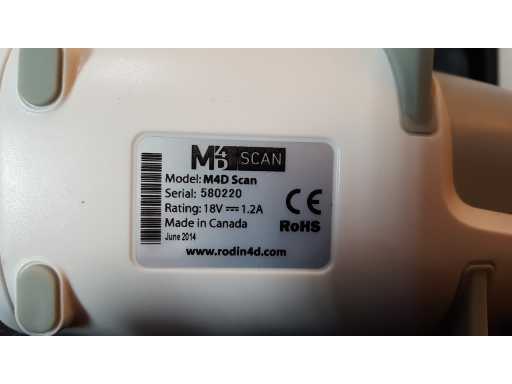 M4D SCAN
Model: M4D Scan
Serial: 580220
Rating: 18V ⎓ 1.2A
Made in Canada
June 2014
CE
RoHS
www.rodin4d.com